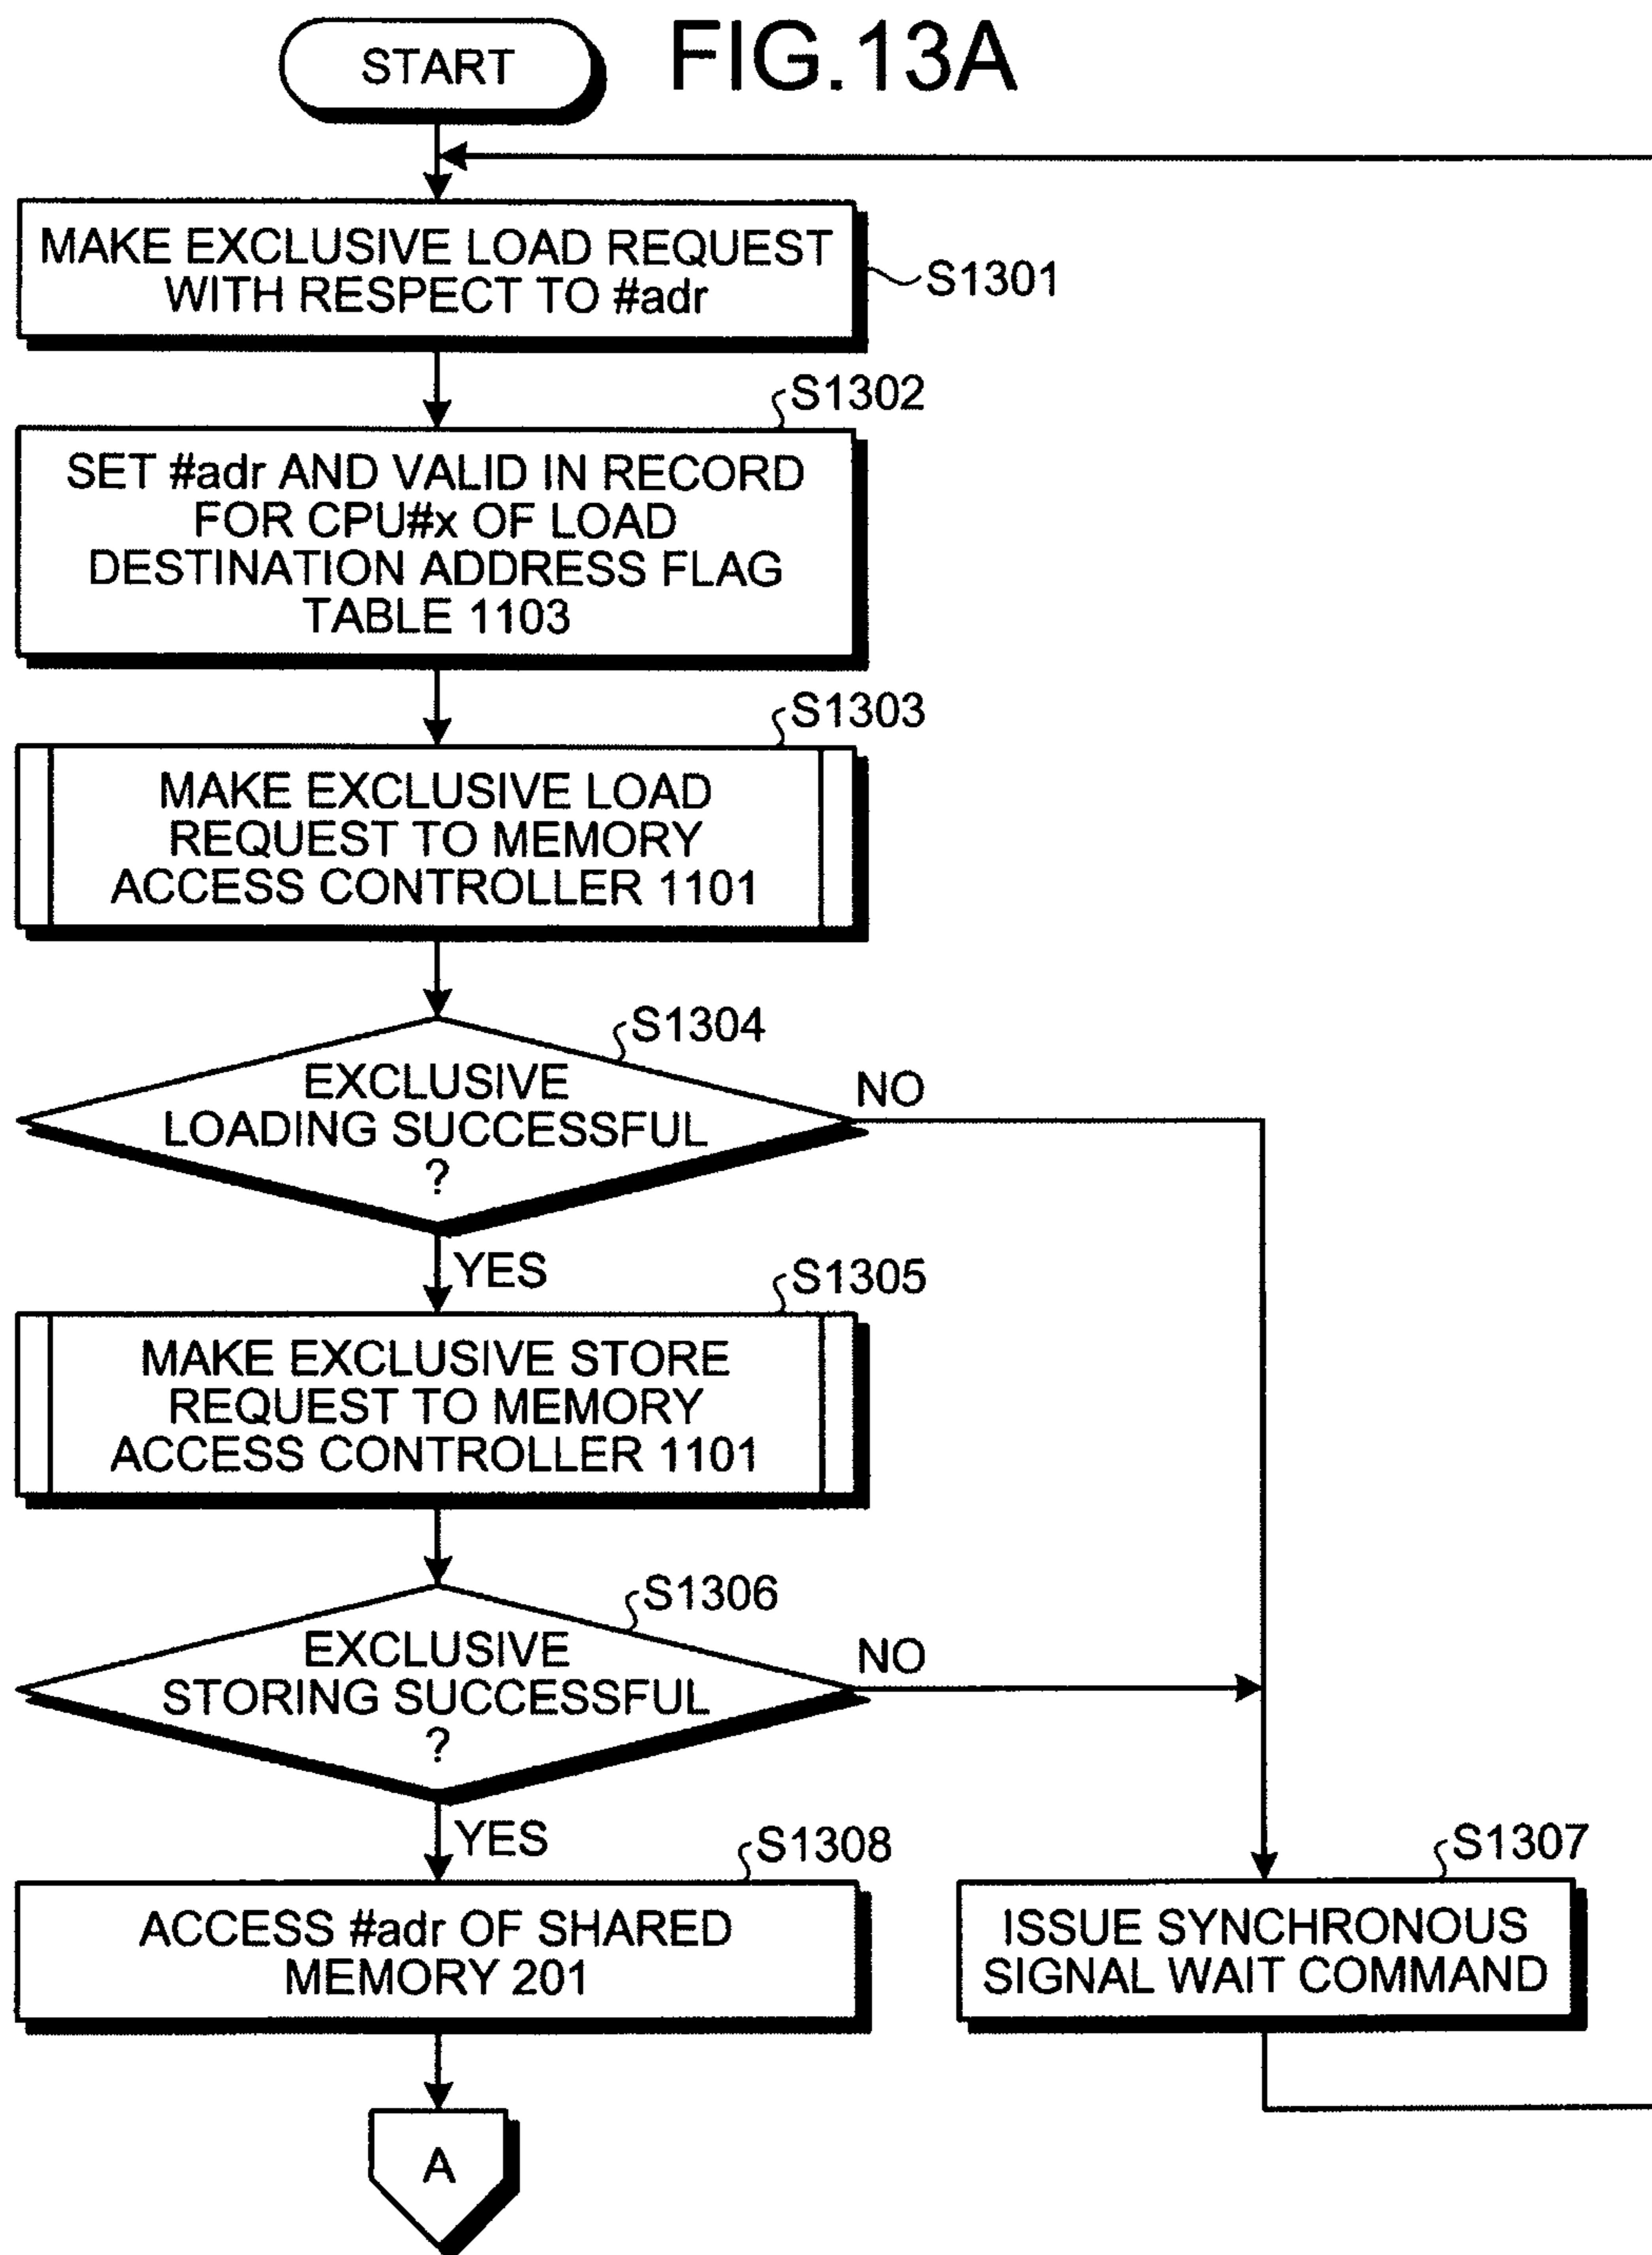 FIG.13A
START
MAKE EXCLUSIVE LOAD REQUEST
WITH RESPECT TO #adr
S1301
S1302
SET #adr AND VALID IN RECORD
FOR CPU#x OF LOAD
DESTINATION ADDRESS FLAG
TABLE 1103
S1303
MAKE EXCLUSIVE LOAD
REQUEST TO MEMORY
ACCESS CONTROLLER 1101
S1304
EXCLUSIVE
LOADING SUCCESSFUL
?
NO
YES
S1305
MAKE EXCLUSIVE STORE
REQUEST TO MEMORY
ACCESS CONTROLLER 1101
S1306
EXCLUSIVE
STORING SUCCESSFUL
?
NO
YES
S1308
ACCESS #adr OF SHARED
MEMORY 201
S1307
ISSUE SYNCHRONOUS
SIGNAL WAIT COMMAND
A